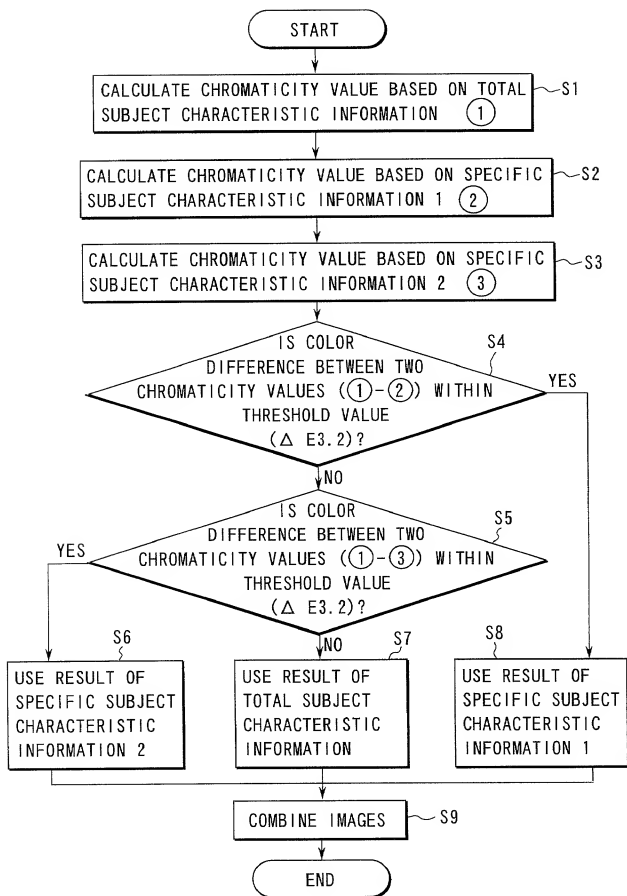 START
CALCULATE CHROMATICITY VALUE BASED ON TOTAL
SUBJECT CHARACTERISTIC INFORMATION ①
S1
CALCULATE CHROMATICITY VALUE BASED ON SPECIFIC
SUBJECT CHARACTERISTIC INFORMATION 1 ②
S2
CALCULATE CHROMATICITY VALUE BASED ON SPECIFIC
SUBJECT CHARACTERISTIC INFORMATION 2 ③
S3
IS COLOR
DIFFERENCE BETWEEN TWO
CHROMATICITY VALUES (①-②) WITHIN
THRESHOLD VALUE
(Δ E3.2)?
S4
YES
NO
IS COLOR
DIFFERENCE BETWEEN TWO
CHROMATICITY VALUES (①-③) WITHIN
THRESHOLD VALUE
(Δ E3.2)?
S5
YES
NO
S6
USE RESULT OF
SPECIFIC SUBJECT
CHARACTERISTIC
INFORMATION 2
S7
USE RESULT OF
TOTAL SUBJECT
CHARACTERISTIC
INFORMATION
S8
USE RESULT OF
SPECIFIC SUBJECT
CHARACTERISTIC
INFORMATION 1
COMBINE IMAGES
S9
END